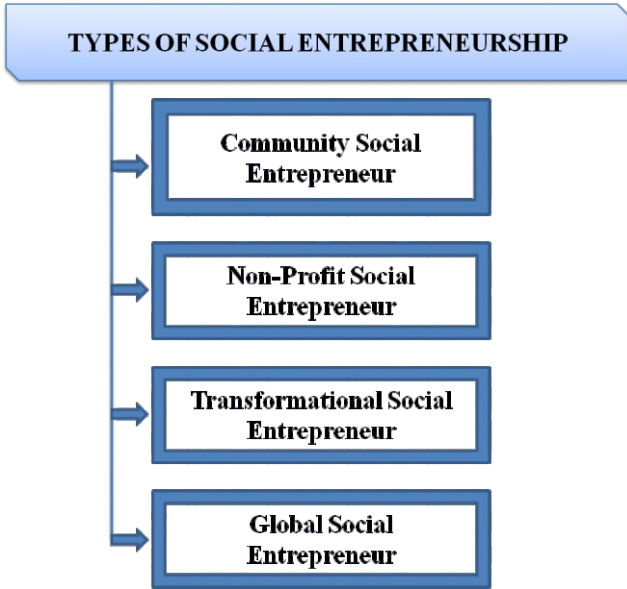 TYPES OF SOCIAL ENTREPRENEURSHIP
Community Social
Entrepreneur
Non-Profit Social
Entrepreneur
Transformational Social
Entrepreneur
Global Social
Entrepreneur